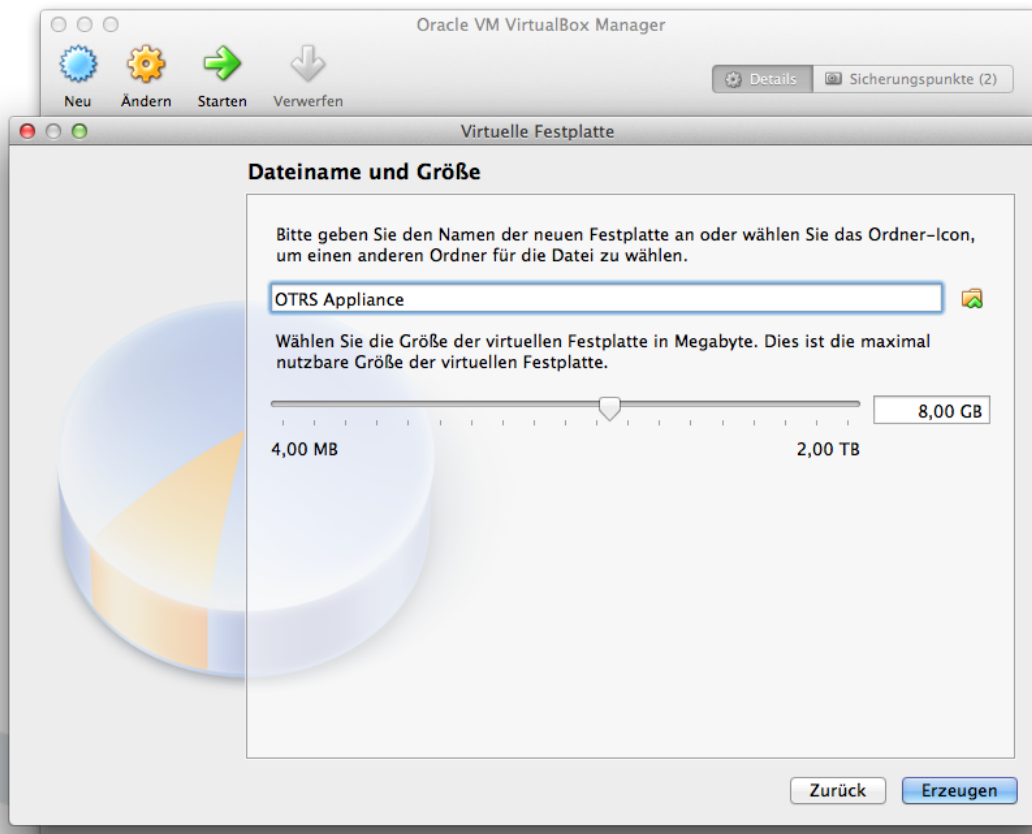 Oracle VM VirtualBox Manager
Neu Ändern Starten Verwerfen
Details Sicherungspunkte (2)
Virtuelle Festplatte
Dateiname und Größe
Bitte geben Sie den Namen der neuen Festplatte an oder wählen Sie das Ordner-Icon,
um einen anderen Ordner für die Datei zu wählen.
OTRS Appliance
Wählen Sie die Größe der virtuellen Festplatte in Megabyte. Dies ist die maximal
nutzbare Größe der virtuellen Festplatte.
8,00 GB
4,00 MB 2,00 TB
Zurück Erzeugen